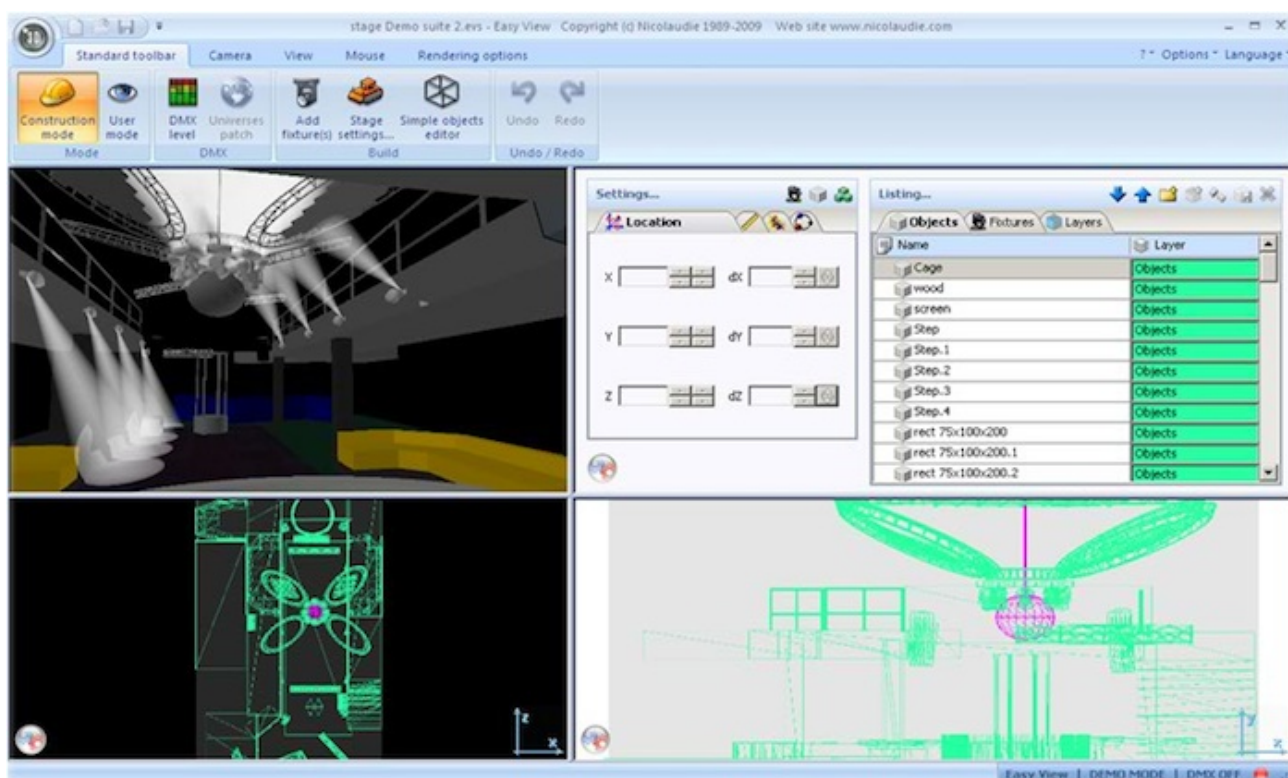 stage Demo suite 2.evs - Easy View Copyright (c) Nicolaudie 1989-2009 Web site www.nicolaudie.com
Standard toolbar Camera View Mouse Rendering options ? Options Language
Construction mode
User mode
DMX level
Universes patch
Add fixture(s)
Stage settings...
Simple objects editor
Undo
Redo
Mode DMX Build Undo / Redo
Settings...
Location
X dX
Y dY
Z dZ
Listing...
Objects Fixtures Layers
Name Layer
Cage Objects
wood Objects
screen Objects
Step Objects
Step.1 Objects
Step.2 Objects
Step.3 Objects
Step.4 Objects
rect 75x100x200 Objects
rect 75x100x200.1 Objects
rect 75x100x200.2 Objects
z
x
y
Easy View | DEMO MODE | DMX OFF